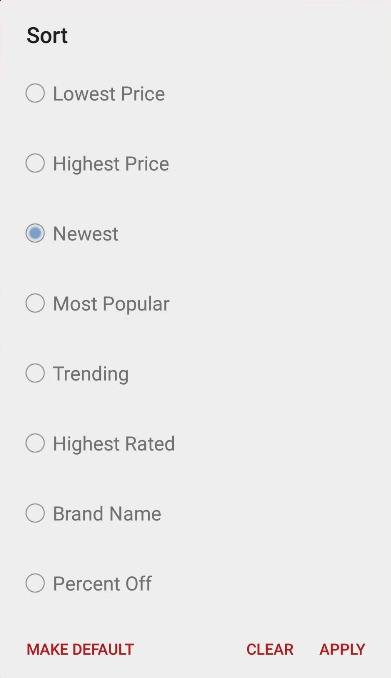 Sort
Lowest Price
Highest Price
Newest
Most Popular
Trending
Highest Rated
Brand Name
Percent Off
MAKE DEFAULT CLEAR APPLY